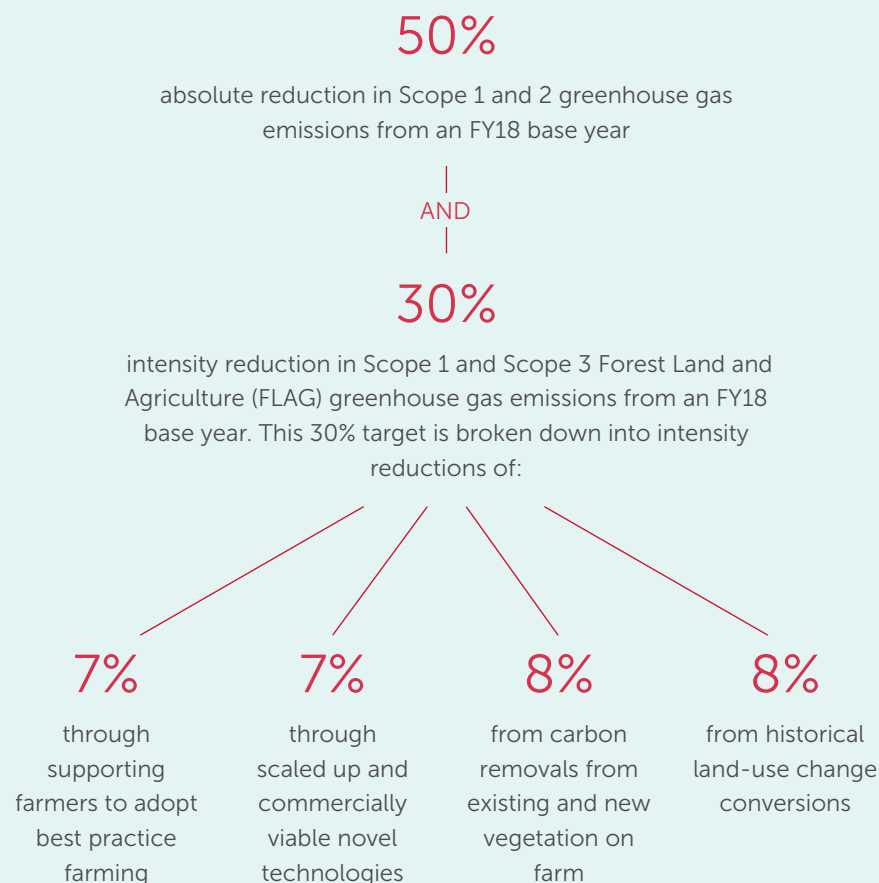 50%
absolute reduction in Scope 1 and 2 greenhouse gas
emissions from an FY18 base year
AND
30%
intensity reduction in Scope 1 and Scope 3 Forest Land and
Agriculture (FLAG) greenhouse gas emissions from an FY18
base year. This 30% target is broken down into intensity
reductions of:
7%
through
supporting
farmers to adopt
best practice
farming
7%
through
scaled up and
commercially
viable novel
technologies
8%
from carbon
removals from
existing and new
vegetation on
farm
8%
from historical
land-use change
conversions